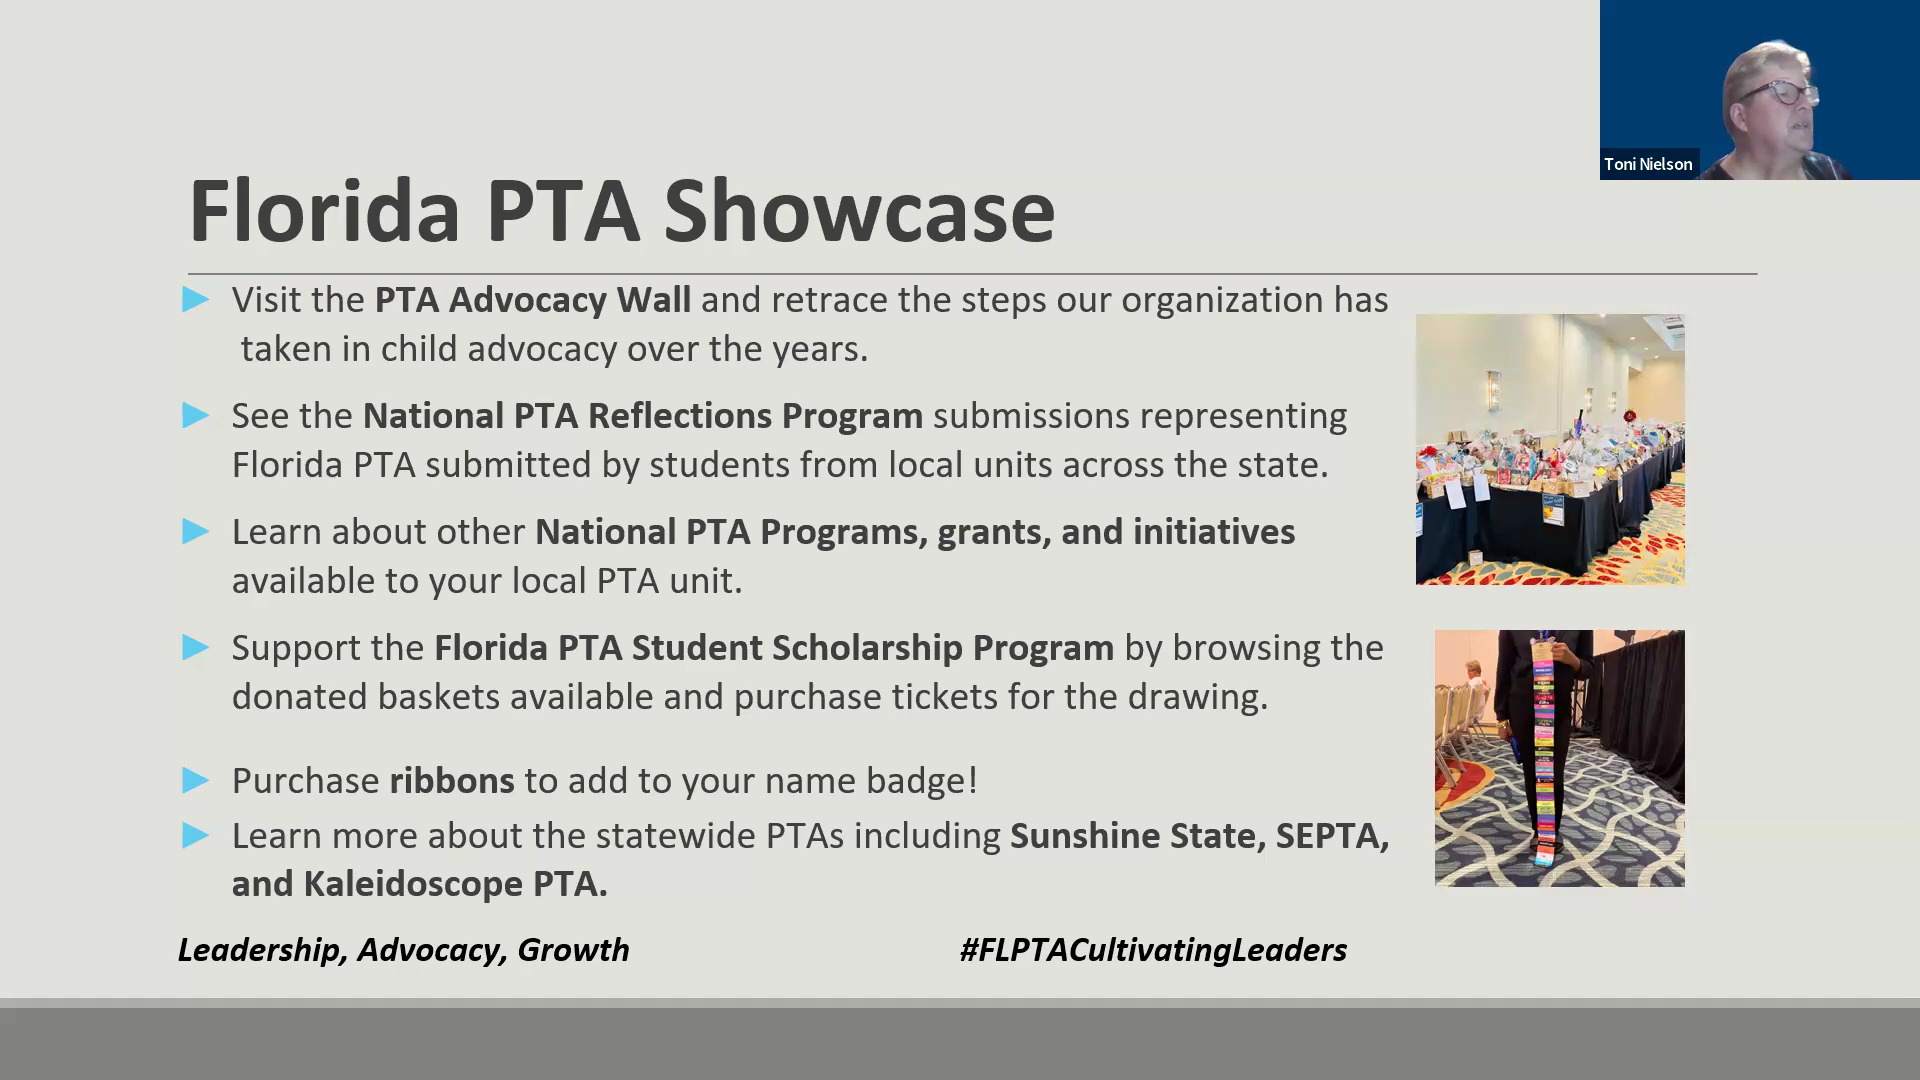 Toni Nielson
Florida PTA Showcase
Visit the PTA Advocacy Wall and retrace the steps our organization has
taken in child advocacy over the years.
See the National PTA Reflections Program submissions representing
Florida PTA submitted by students from local units across the state.
Learn about other National PTA Programs, grants, and initiatives
available to your local PTA unit.
Support the Florida PTA Student Scholarship Program by browsing the
donated baskets available and purchase tickets for the drawing.
Purchase ribbons to add to your name badge!
Learn more about the statewide PTAs including Sunshine State, SEPTA,
and Kaleidoscope PTA.
Leadership, Advocacy, Growth
#FLPTACultivatingLeaders